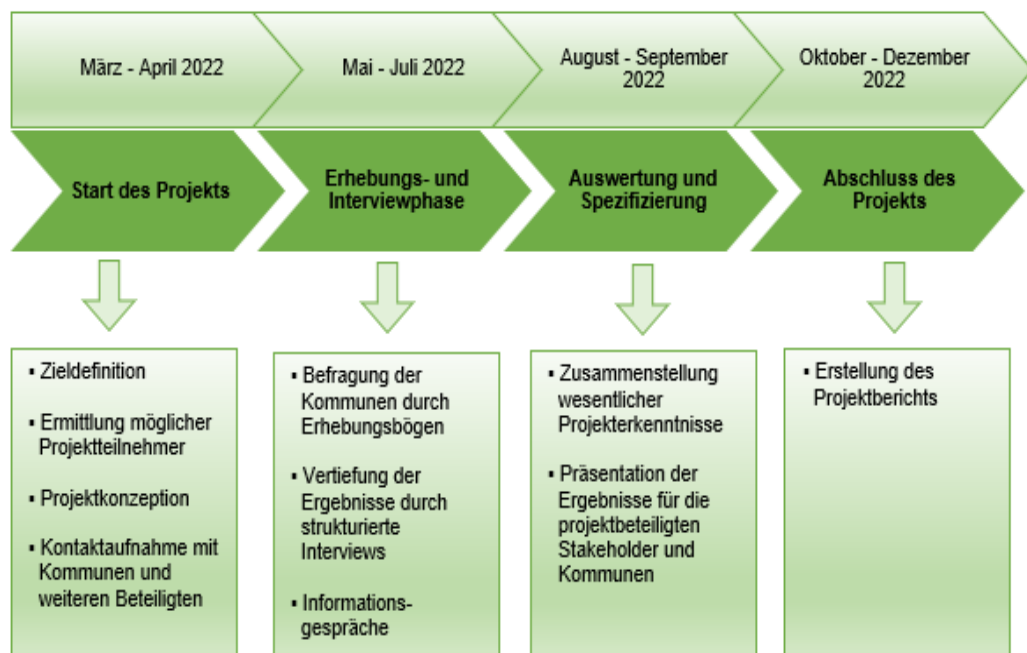 März - April 2022
Mai - Juli 2022
August - September
2022
Oktober - Dezember
2022
Start des Projekts
Erhebungs- und
Interviewphase
Auswertung und
Spezifizierung
Abschluss des
Projekts
▪ Zieldefinition
▪ Ermittlung möglicher
Projektteilnehmer
▪ Projektkonzeption
▪ Kontaktaufnahme mit
Kommunen und
weiteren Beteiligten
▪ Befragung der
Kommunen durch
Erhebungsbögen
▪ Vertiefung der
Ergebnisse durch
strukturierte
Interviews
▪ Informations-
gespräche
▪ Zusammenstellung
wesentlicher
Projekterkenntnisse
▪ Präsentation der
Ergebnisse für die
projektbeteiligten
Stakeholder und
Kommunen
▪ Erstellung des
Projektberichts